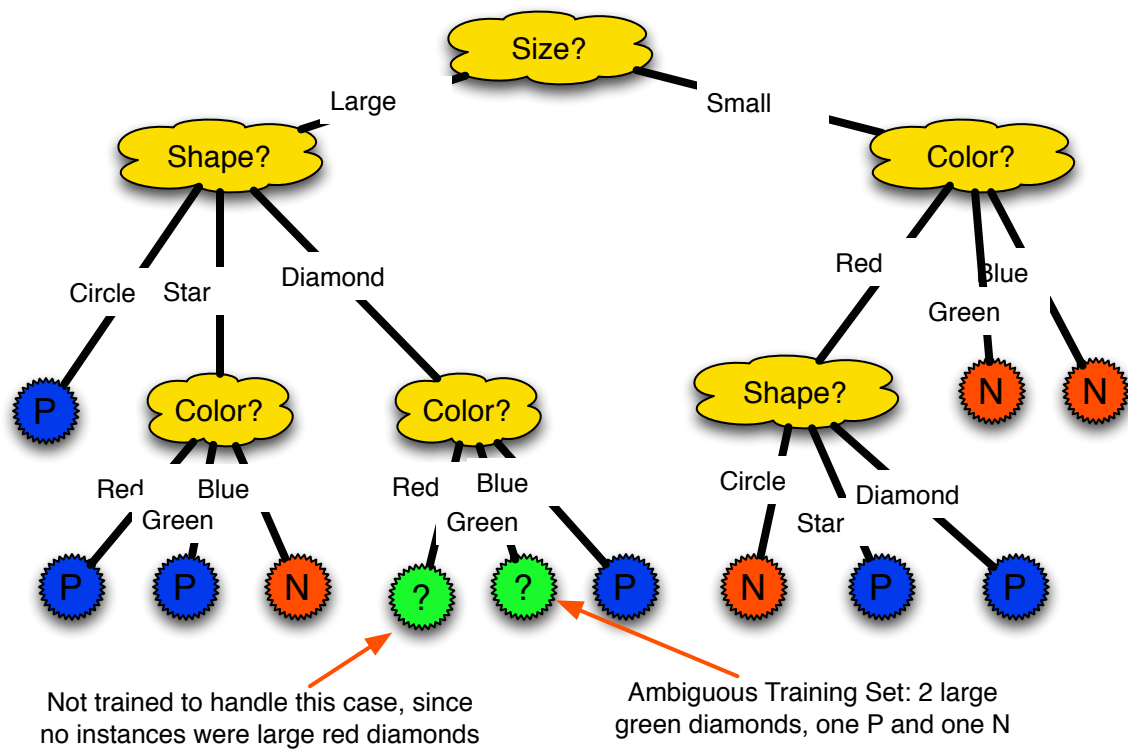 Size?
Large
Small
Shape?
Color?
Circle
Star
Diamond
Red
Green
Blue
P
Color?
Color?
Shape?
N
N
Red
Green
Blue
Red
Green
Blue
Circle
Star
Diamond
P
P
N
?
?
P
N
P
P
Not trained to handle this case, since
no instances were large red diamonds
Ambiguous Training Set: 2 large
green diamonds, one P and one N